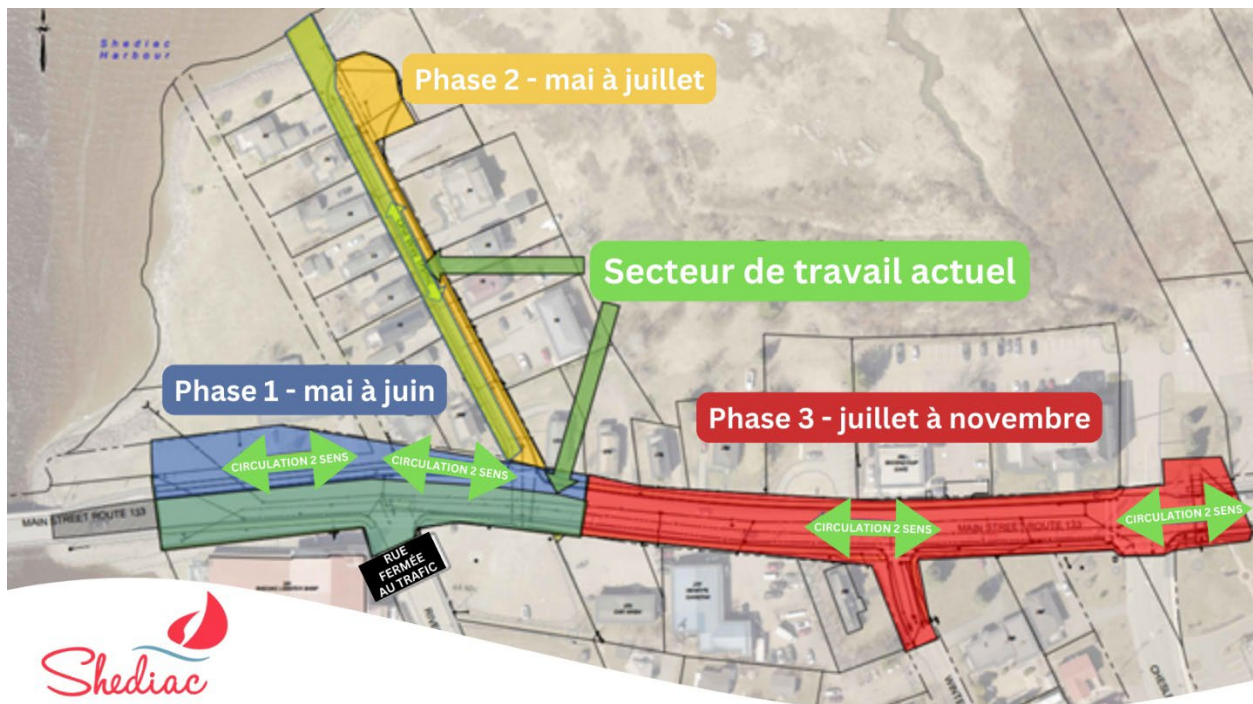 Shediac
Harbour
Phase 2 - mai à juillet
Secteur de travail actuel
Phase 1 - mai à juin
Phase 3 - juillet à novembre
CIRCULATION 2 SENS
CIRCULATION 2 SENS
CIRCULATION 2 SENS
CIRCULATION 2 SENS
MAIN STREET ROUTE 133
MAIN STREET ROUTE 133
RUE
FERMÉE
AU TRAFIC
Shediac